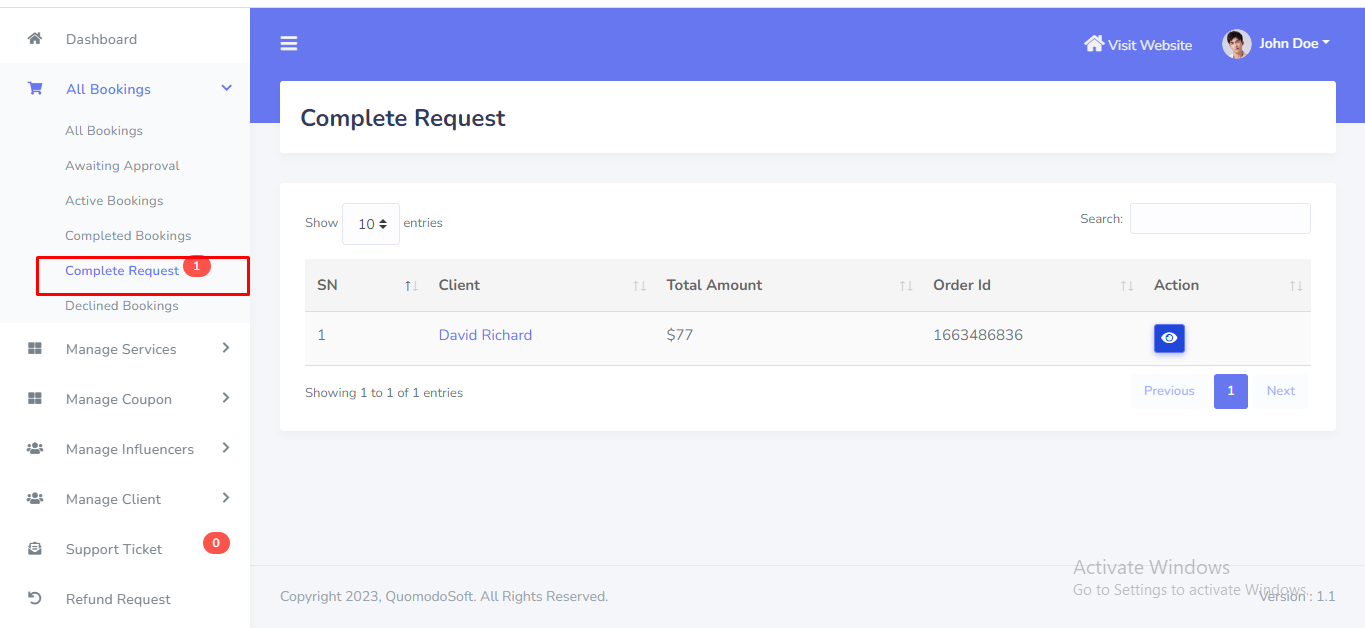 Dashboard
All Bookings
All Bookings
Awaiting Approval
Active Bookings
Completed Bookings
Complete Request 1
Declined Bookings
Manage Services
Manage Coupon
Manage Influencers
Manage Client
Support Ticket 0
Refund Request
Visit Website John Doe
Complete Request
Show 10 entries Search:
SN Client Total Amount Order Id Action
1 David Richard $77 1663486836
Showing 1 to 1 of 1 entries Previous 1 Next
Activate Windows
Go to Settings to activate Windows.
Copyright 2023, QuomodoSoft. All Rights Reserved. Version : 1.1